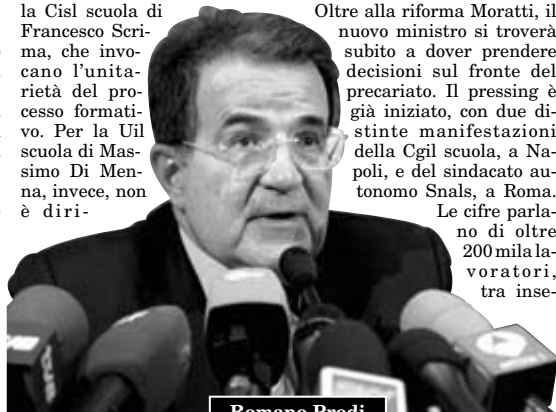 la Cisl scuola di
Francesco Scri-
ma, che invo-
cano l'unita-
rietà del pro-
cesso formati-
vo. Per la Uil
scuola di Mas-
simo Di Men-
na, invece, non
è diri-
Oltre alla riforma Moratti, il
nuovo ministro si troverà
subito a dover prendere
decisioni sul fronte del
precariato. Il pressing è
già iniziato, con due di-
stinte manifestazioni
della Cgil scuola, a Na-
poli, e del sindacato au-
tonomo Snals, a Roma.
Le cifre parla-
no di oltre
200 mila la-
voratori,
tra inse-
Romano Prodi